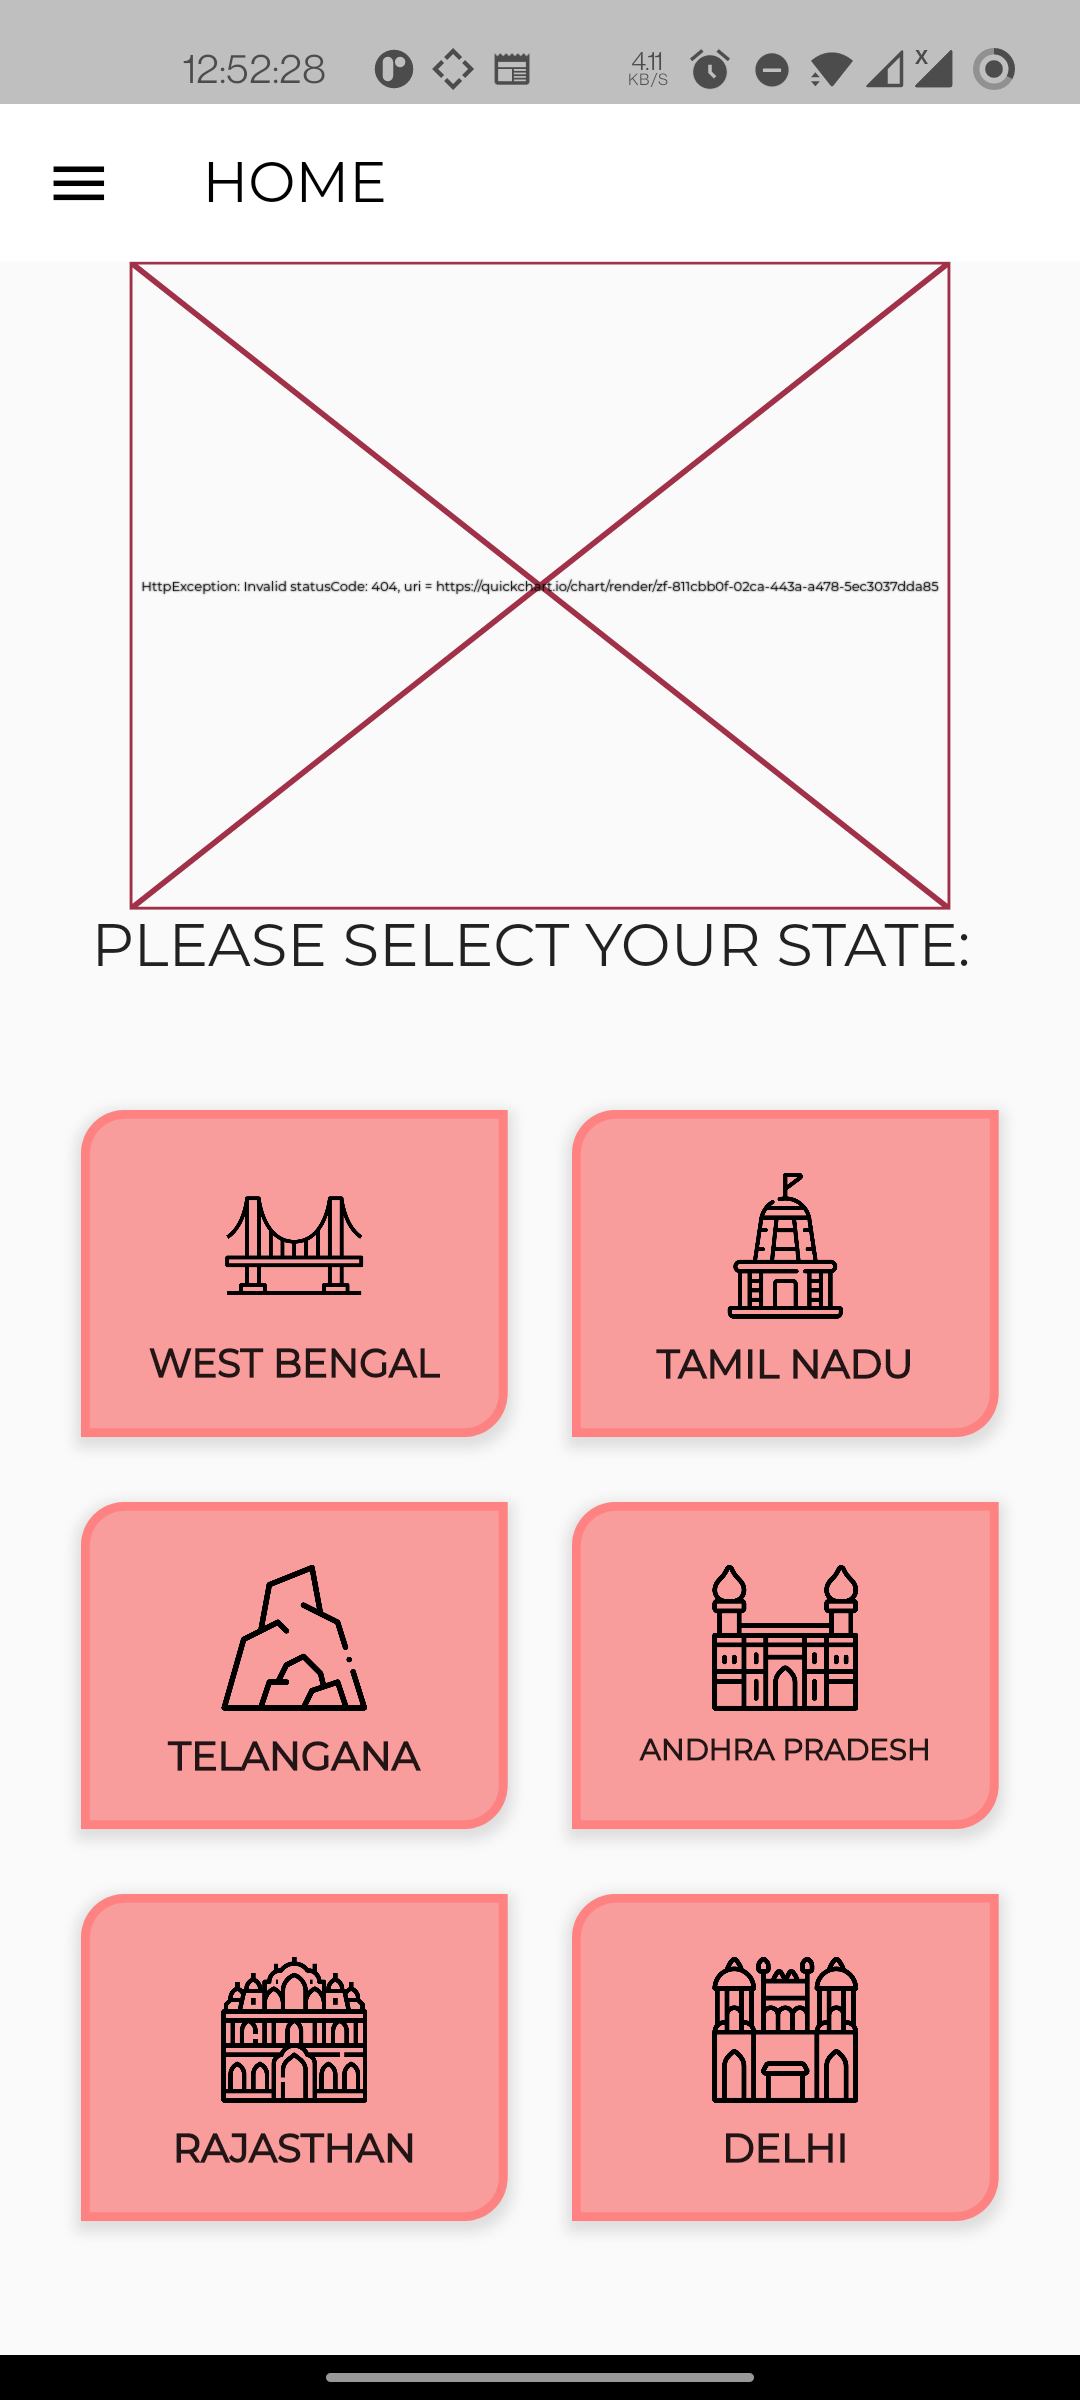 12:52:28
4.11
KB/S
X
HOME
HttpException: Invalid statusCode: 404, uri = https://quickchart.io/chart/render/zf-811cbb0f-02ca-443a-a478-5ec3037dda85
PLEASE SELECT YOUR STATE:
WEST BENGAL
TAMIL NADU
TELANGANA
ANDHRA PRADESH
RAJASTHAN
DELHI